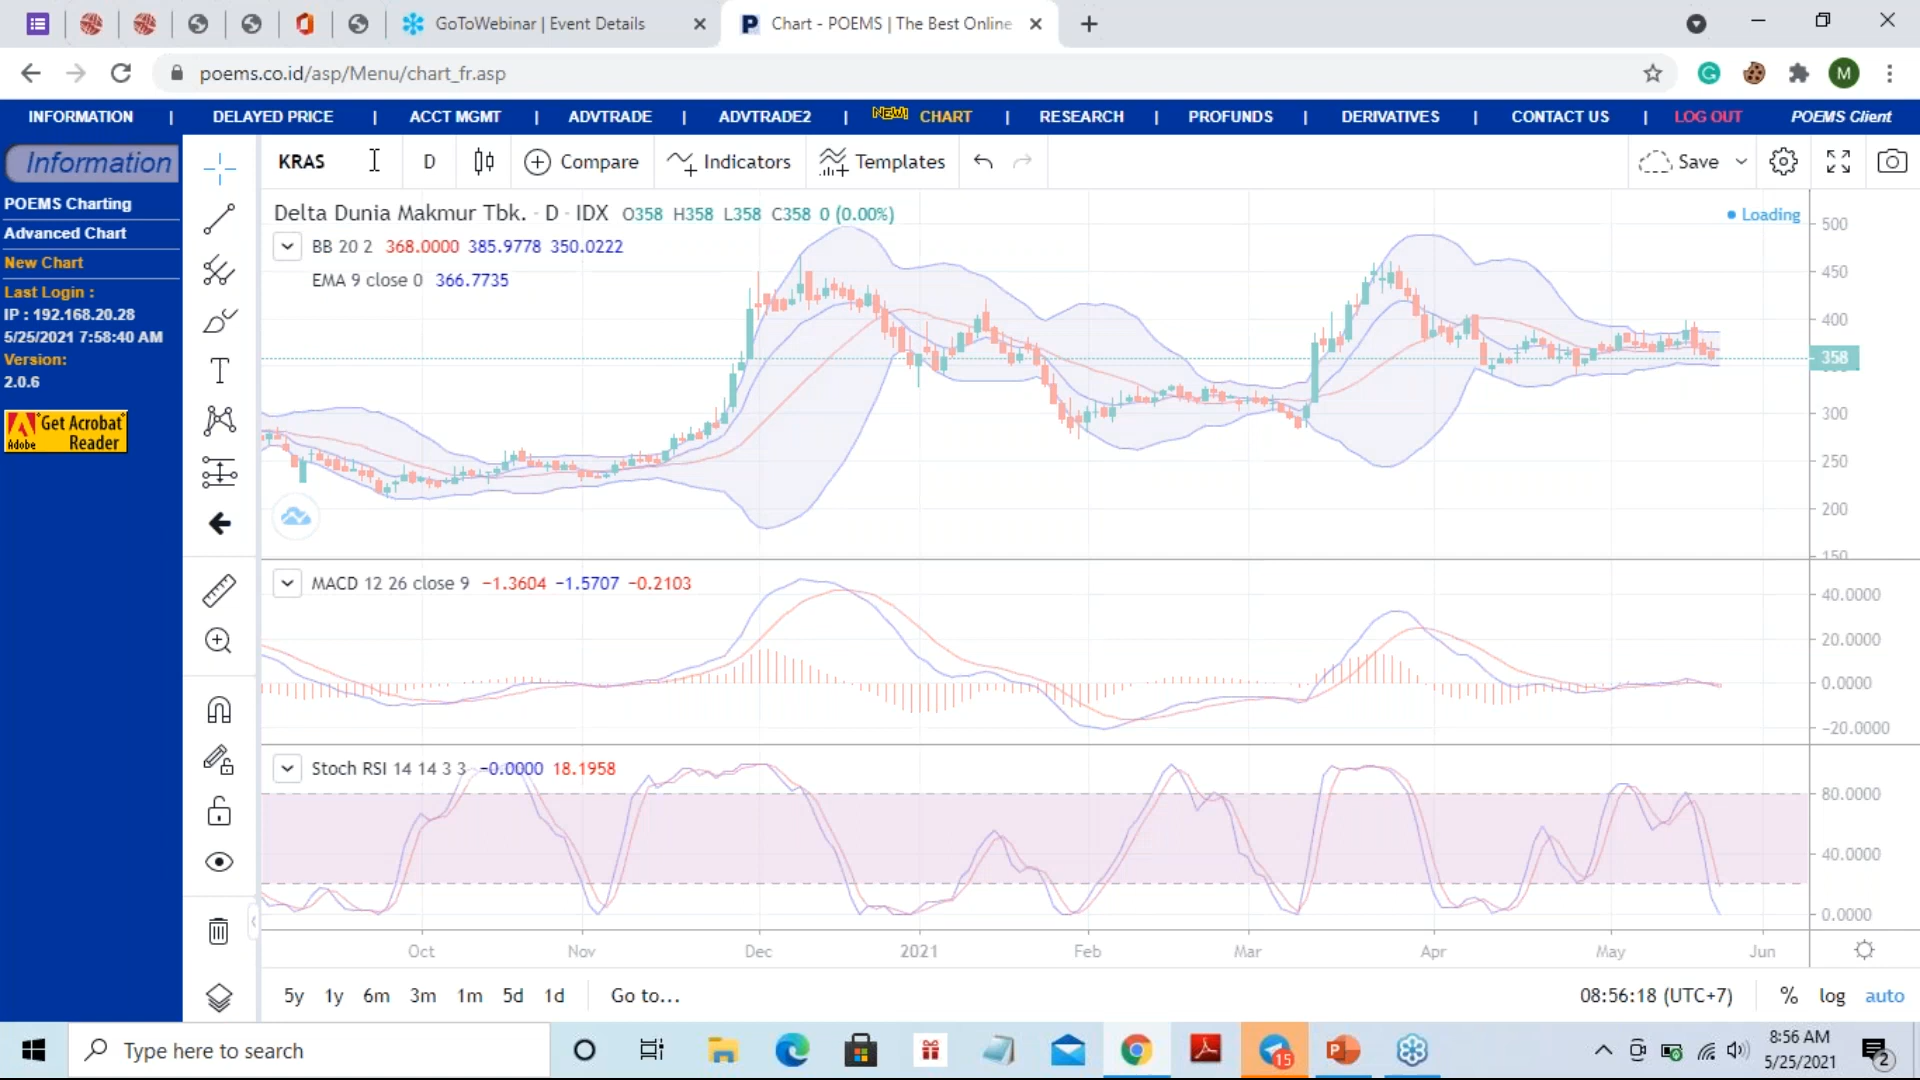 GoToWebinar | Event Details
Chart - POEMS | The Best Online
poems.co.id/asp/Menu/chart_fr.asp
M
INFORMATION | DELAYED PRICE | ACCT MGMT | ADVTRADE | ADVTRADE2 | NEW! CHART | RESEARCH | PROFUNDS | DERIVATIVES | CONTACT US | LOG OUT POEMS Client
Information
POEMS Charting
Advanced Chart
New Chart
Last Login :
IP : 192.168.20.28
5/25/2021 7:58:40 AM
Version:
2.0.6
Get Acrobat
Adobe Reader
KRAS D Compare Indicators Templates Save
Delta Dunia Makmur Tbk. · D · IDX O358 H358 L358 C358 0 (0.00%)
Loading
BB 20 2 368.0000 385.9778 350.0222
EMA 9 close 0 366.7735
500
450
400
358
300
250
200
150
MACD 12 26 close 9 −1.3604 −1.5707 −0.2103
40.0000
20.0000
0.0000
−20.0000
Stoch RSI 14 14 3 3 −0.0000 18.1958
80.0000
40.0000
0.0000
Oct Nov Dec 2021 Feb Mar Apr May Jun
5y 1y 6m 3m 1m 5d 1d Go to... 08:56:18 (UTC+7) % log auto
Type here to search
15
8:56 AM
5/25/2021
2